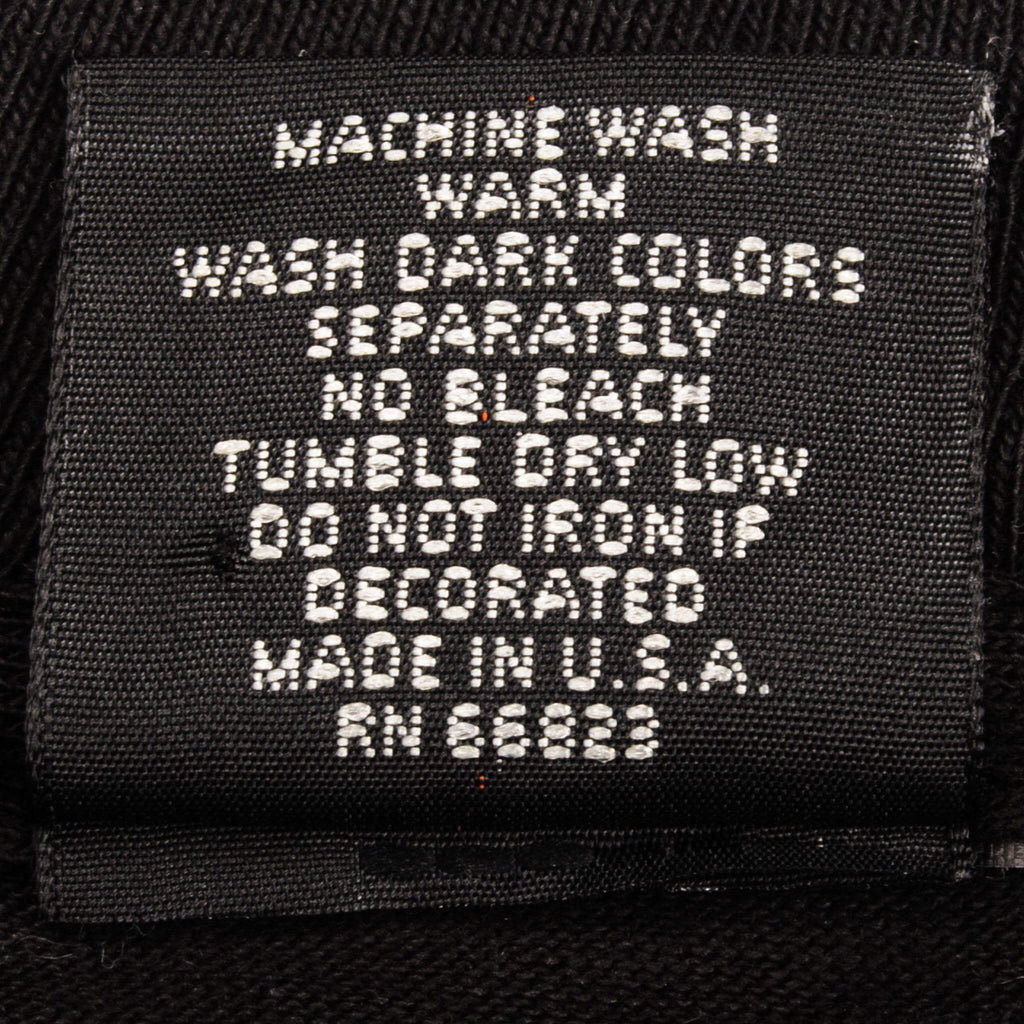 MACHINE WASH
WARM
WASH DARK COLORS
SEPARATELY
NO BLEACH
TUMBLE DRY LOW
DO NOT IRON IF
DECORATED
MADE IN U.S.A.
RN 66823